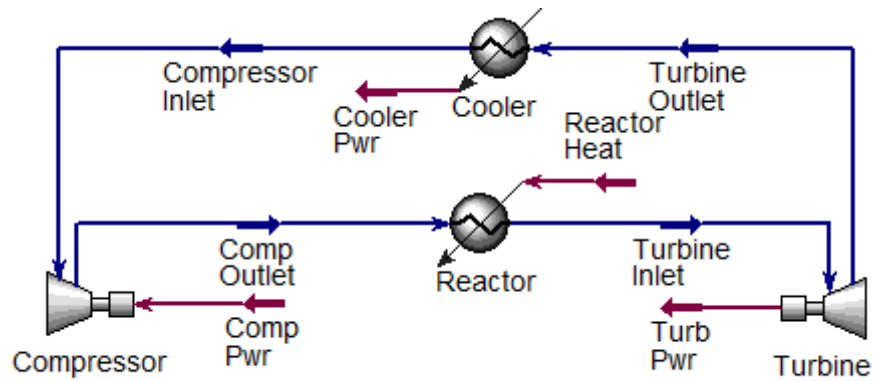 Compressor
Inlet
Cooler
Pwr
Cooler
Turbine
Outlet
Reactor
Heat
Comp
Outlet
Reactor
Turbine
Inlet
Compressor
Comp
Pwr
Turb
Pwr
Turbine